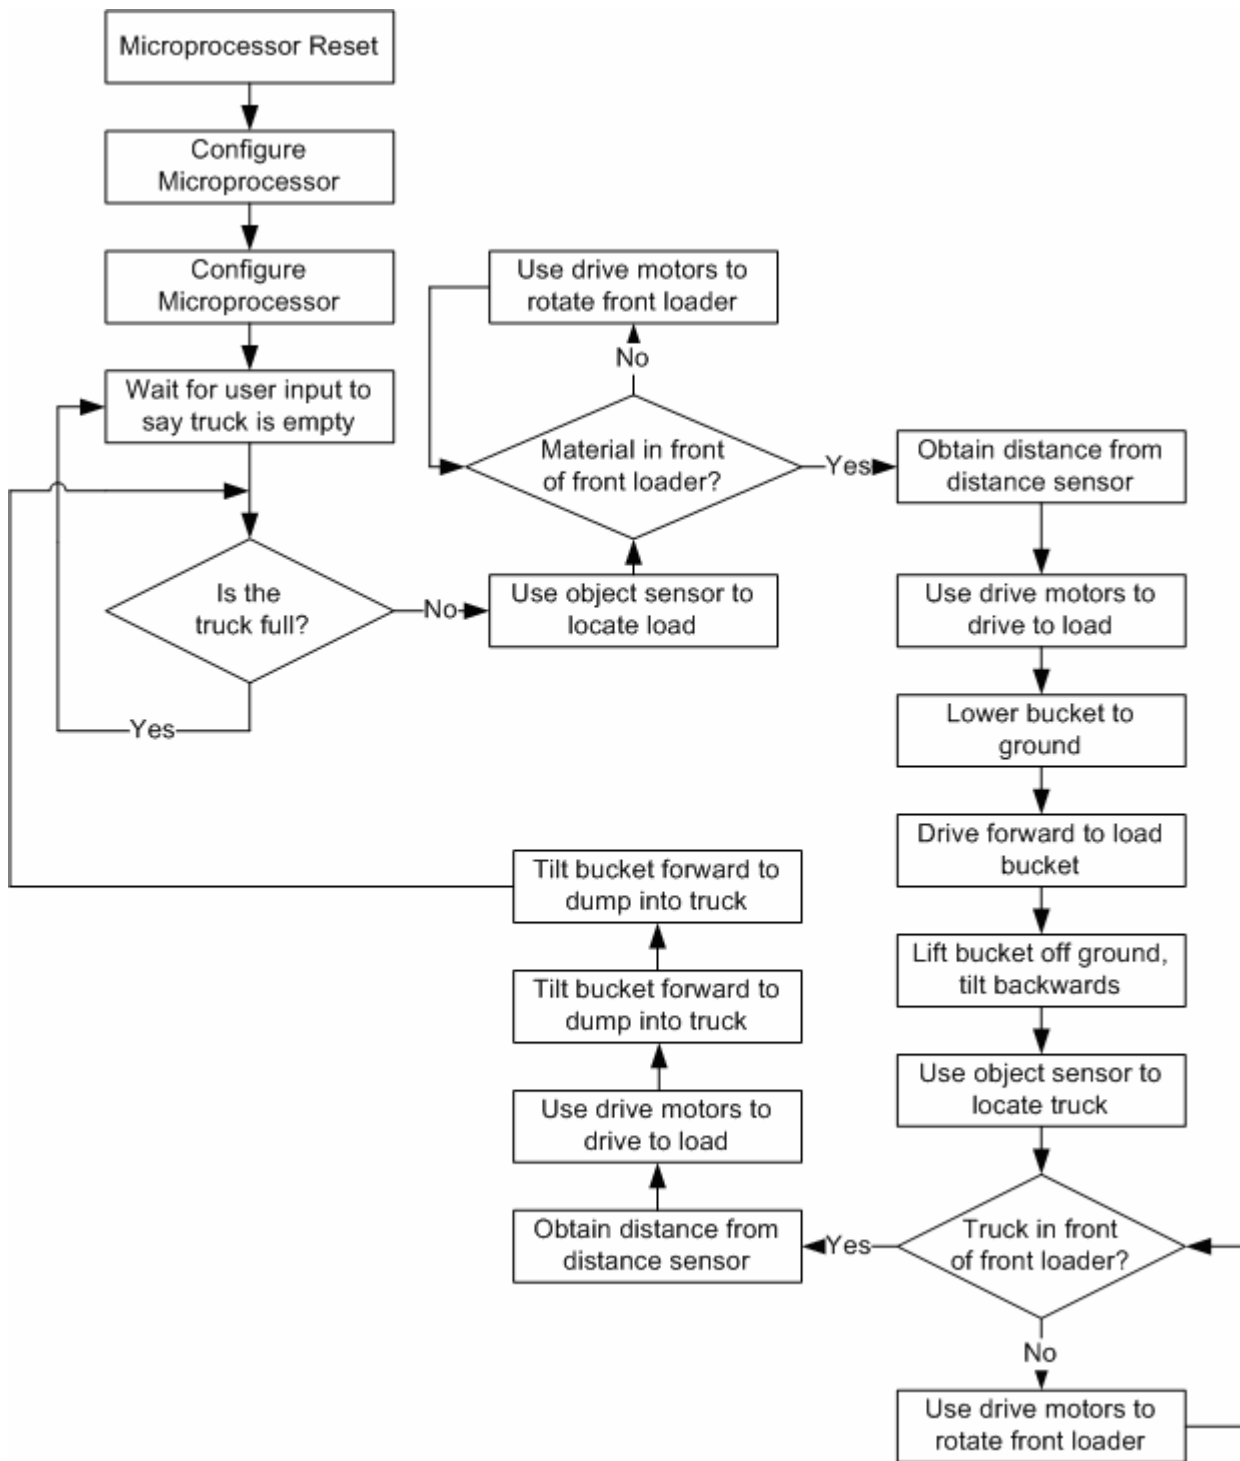 Microprocessor Reset
Configure
Microprocessor
Configure
Microprocessor
Wait for user input to
say truck is empty
Is the
truck full?
Yes
No
Use object sensor to
locate load
Material in front
of front loader?
No
Use drive motors to
rotate front loader
Yes
Obtain distance from
distance sensor
Use drive motors to
drive to load
Lower bucket to
ground
Drive forward to load
bucket
Lift bucket off ground,
tilt backwards
Use object sensor to
locate truck
Truck in front
of front loader?
No
Use drive motors to
rotate front loader
Yes
Obtain distance from
distance sensor
Use drive motors to
drive to load
Tilt bucket forward to
dump into truck
Tilt bucket forward to
dump into truck